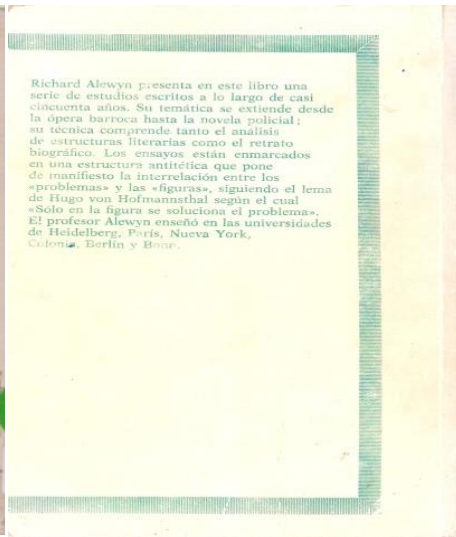 Richard Alewyn presenta en este libro una
serie de estudios escritos a lo largo de casi
cincuenta años. Su temática se extiende desde
la ópera barroca hasta la novela policial;
su técnica comprende tanto el análisis
de estructuras literarias como el retrato
biográfico. Los ensayos están enmarcados
en una estructura antitética que pone
de manifiesto la interrelación entre los
«problemas» y las «figuras», siguiendo el lema
de Hugo von Hofmannsthal según el cual
«Sólo en la figura se soluciona el problema».
El profesor Alewyn enseñó en las universidades
de Heidelberg, París, Nueva York,
Colonia, Berlín y Bonn.